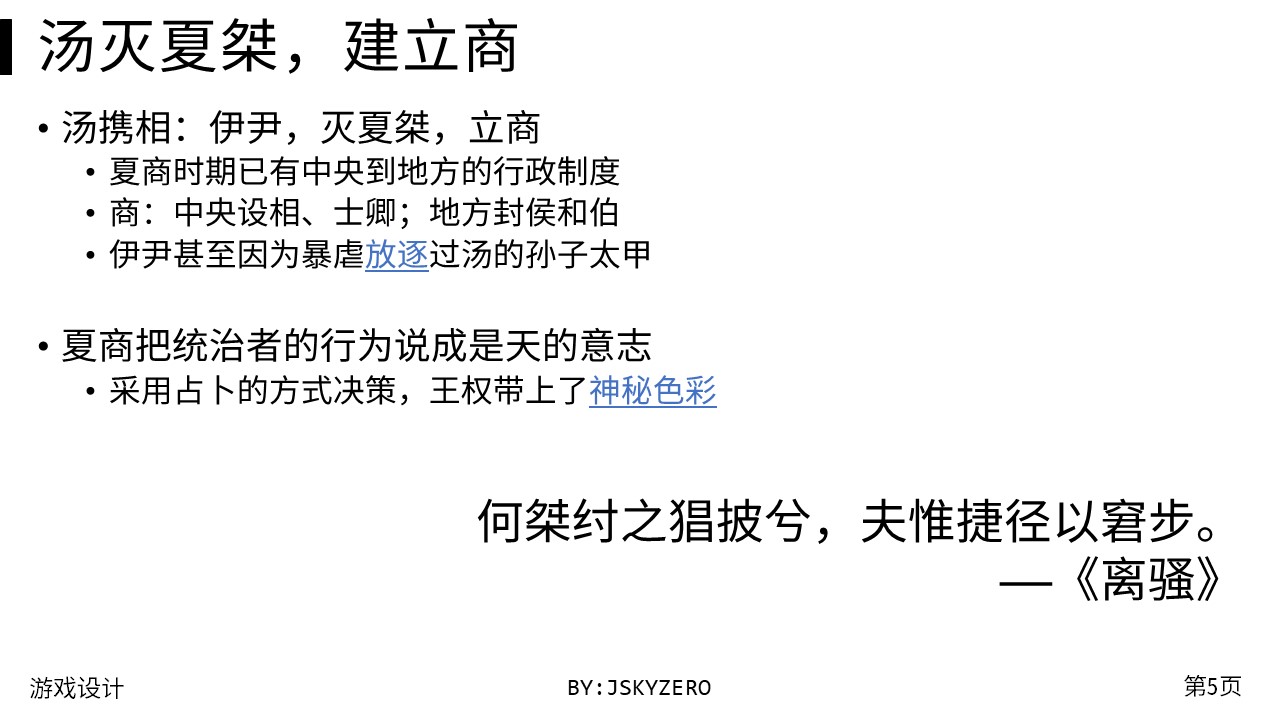 汤灭夏桀，建立商
• 汤携相：伊尹，灭夏桀，立商
• 夏商时期已有中央到地方的行政制度
• 商：中央设相、士卿；地方封侯和伯
• 伊尹甚至因为暴虐放逐过汤的孙子太甲
• 夏商把统治者的行为说成是天的意志
• 采用占卜的方式决策，王权带上了神秘色彩
何桀纣之猖披兮，夫惟捷径以窘步。
—《离骚》
游戏设计
BY:JSKYZERO
第5页